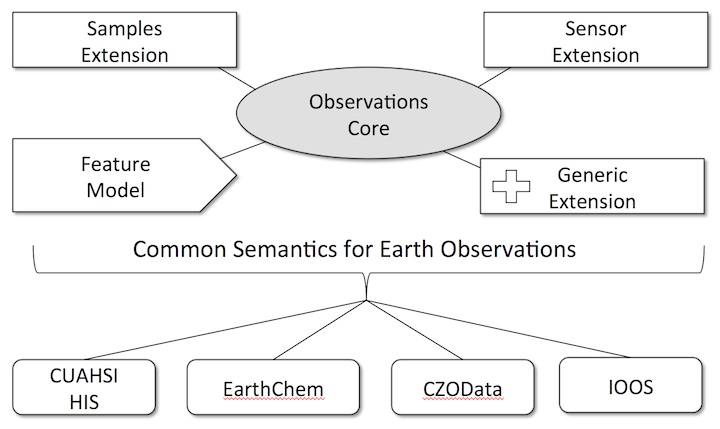 Samples
Extension
Sensor
Extension
Observations
Core
Feature
Model
Generic
Extension
Common Semantics for Earth Observations
CUAHSI
HIS
EarthChem
CZOData
IOOS